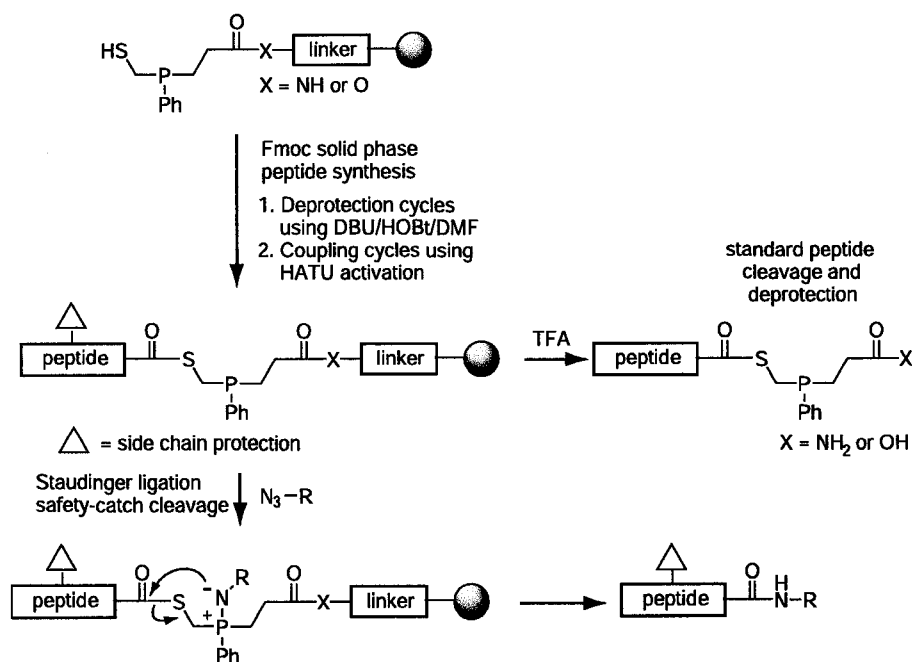 O
HS
X
linker
P
Ph
X = NH or O
Fmoc solid phase
peptide synthesis
1. Deprotection cycles
using DBU/HOBt/DMF
2. Coupling cycles using
HATU activation
standard peptide
cleavage and
deprotection
O
O
peptide
S
P
Ph
X
linker
TFA
O
O
peptide
S
P
Ph
X
= side chain protection
X = NH2 or OH
Staudinger ligation
safety-catch cleavage
N3–R
O
R
O
peptide
S
- N
+ P
Ph
X
linker
O
H
peptide
N–R